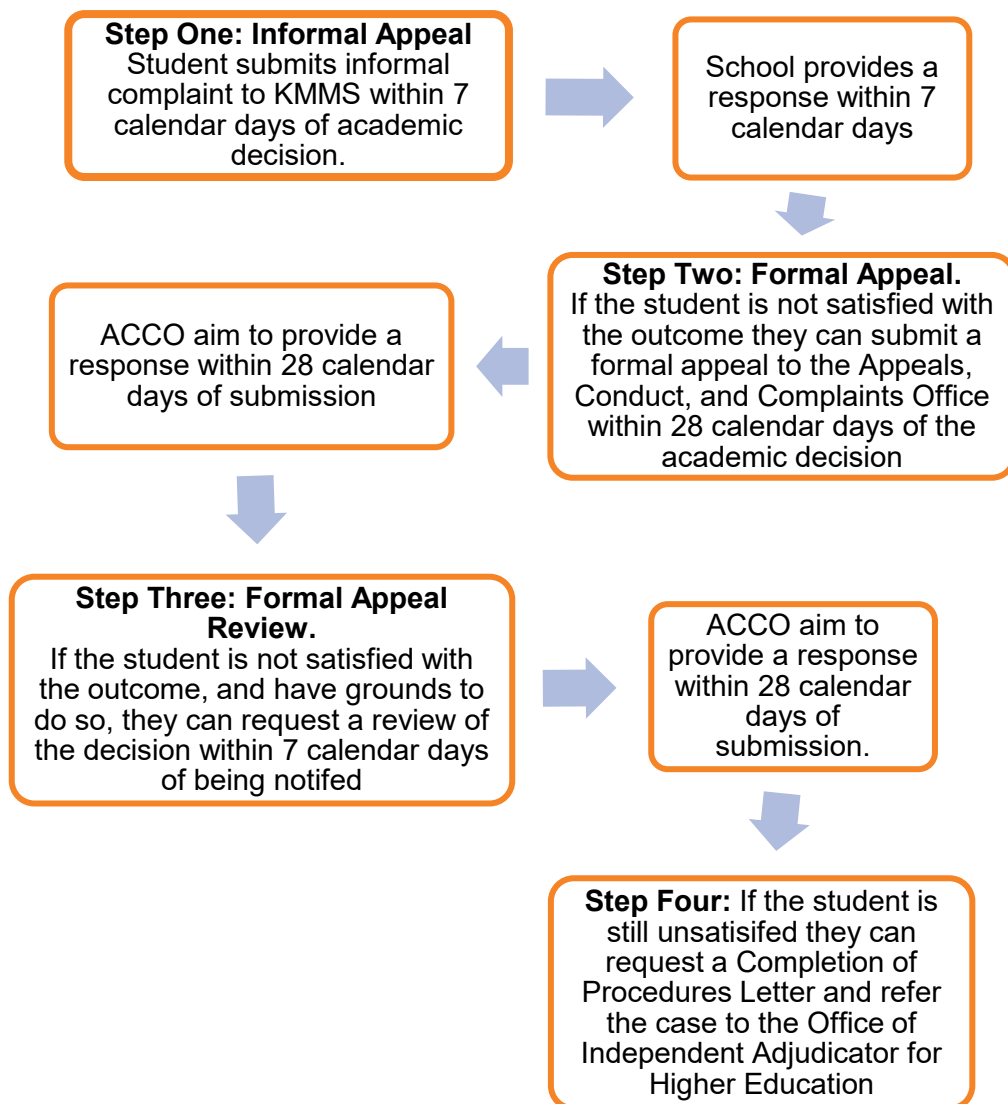 Step One: Informal Appeal
Student submits informal
complaint to KMMS within 7
calendar days of academic
decision.
School provides a
response within 7
calendar days
Step Two: Formal Appeal.
If the student is not satisfied with
the outcome they can submit a
formal appeal to the Appeals,
Conduct, and Complaints Office
within 28 calendar days of the
academic decision
ACCO aim to provide a
response within 28 calendar
days of submission
Step Three: Formal Appeal
Review.
If the student is not satisfied with
the outcome, and have grounds to
do so, they can request a review of
the decision within 7 calendar days
of being notifed
ACCO aim to
provide a response
within 28 calendar
days of
submission.
Step Four: If the student is
still unsatisifed they can
request a Completion of
Procedures Letter and refer
the case to the Office of
Independent Adjudicator for
Higher Education